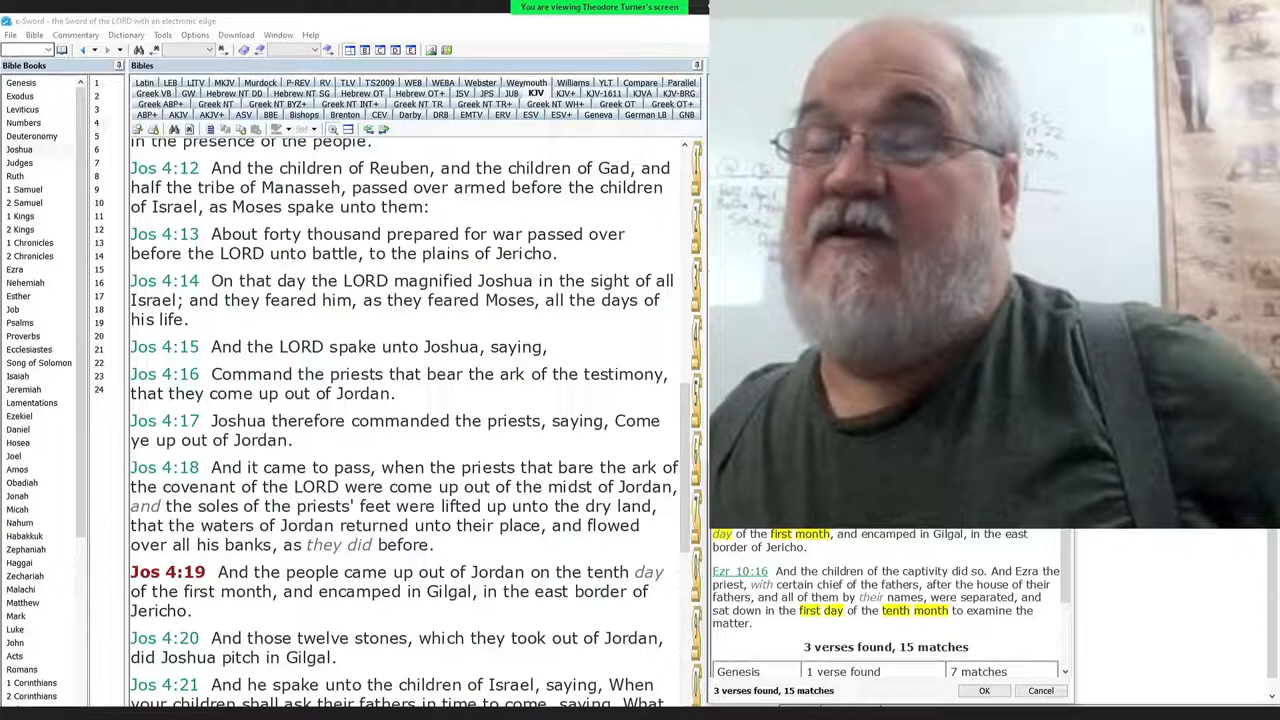 You are viewing Theodore Turner's screen
e-Sword - the Sword of the LORD with an electronic edge
File Bible Commentary Dictionary Tools Options Download Window Help
Bible Books
Bibles
Latin LEB LITV MKJV Murdock P-REV RV TLV TS2009 WEB WEBA Webster Weymouth Williams YLT Compare Parallel
Greek VB GW Hebrew NT DD Hebrew NT SG Hebrew OT Hebrew OT+ ISV JPS JUB KJV KJV+ KJV-1611 KJVA KJV-BRG
Greek ABP+ Greek NT Greek NT BYZ+ Greek NT INT+ Greek NT TR Greek NT TR+ Greek NT WH+ Greek OT Greek OT+
ABP+ AKJV AKJV+ ASV BBE Bishops Brenton CEV Darby DRB EMTV ERV ESV ESV+ Geneva German LB GNB
Genesis 1
Exodus 2
Leviticus 3
Numbers 4
Deuteronomy 5
Joshua 6
Judges 7
Ruth 8
1 Samuel 9
2 Samuel 10
1 Kings 11
2 Kings 12
1 Chronicles 13
2 Chronicles 14
Ezra 15
Nehemiah 16
Esther 17
Job 18
Psalms 19
Proverbs 20
Ecclesiastes 21
Song of Solomon 22
Isaiah 23
Jeremiah 24
Lamentations
Ezekiel
Daniel
Hosea
Joel
Amos
Obadiah
Jonah
Micah
Nahum
Habakkuk
Zephaniah
Haggai
Zechariah
Malachi
Matthew
Mark
Luke
John
Acts
Romans
1 Corinthians
2 Corinthians
in the presence of the people.
Jos 4:12 And the children of Reuben, and the children of Gad, and
half the tribe of Manasseh, passed over armed before the children
of Israel, as Moses spake unto them:
Jos 4:13 About forty thousand prepared for war passed over
before the LORD unto battle, to the plains of Jericho.
Jos 4:14 On that day the LORD magnified Joshua in the sight of all
Israel; and they feared him, as they feared Moses, all the days of
his life.
Jos 4:15 And the LORD spake unto Joshua, saying,
Jos 4:16 Command the priests that bear the ark of the testimony,
that they come up out of Jordan.
Jos 4:17 Joshua therefore commanded the priests, saying, Come
ye up out of Jordan.
Jos 4:18 And it came to pass, when the priests that bare the ark of
the covenant of the LORD were come up out of the midst of Jordan,
and the soles of the priests' feet were lifted up unto the dry land,
that the waters of Jordan returned unto their place, and flowed
over all his banks, as they did before.
Jos 4:19 And the people came up out of Jordan on the tenth day
of the first month, and encamped in Gilgal, in the east border of
Jericho.
Jos 4:20 And those twelve stones, which they took out of Jordan,
did Joshua pitch in Gilgal.
Jos 4:21 And he spake unto the children of Israel, saying, When
your children shall ask their fathers in time to come, saying, What
day of the first month, and encamped in Gilgal, in the east
border of Jericho.
Ezr 10:16 And the children of the captivity did so. And Ezra the
priest, with certain chief of the fathers, after the house of their
fathers, and all of them by their names, were separated, and
sat down in the first day of the tenth month to examine the
matter.
3 verses found, 15 matches
Genesis 1 verse found 7 matches
3 verses found, 15 matches OK Cancel